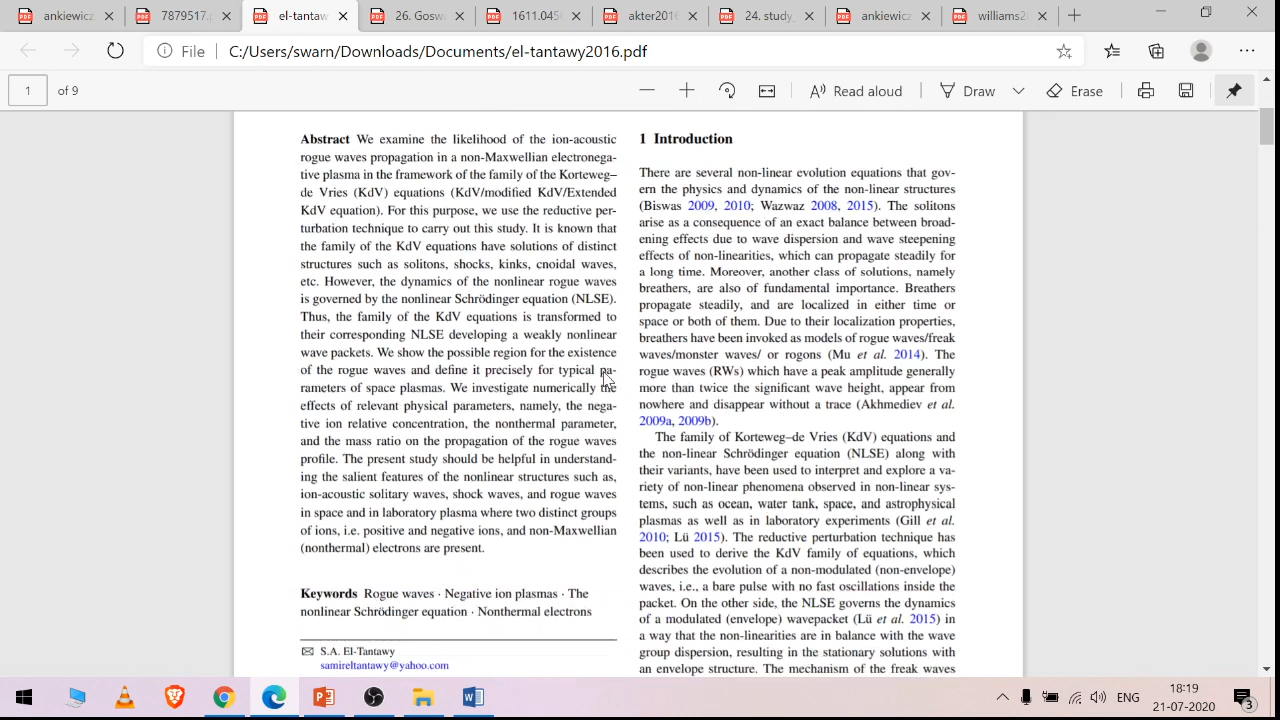 ankiewicz
7879517.p
el-tantaw
26. Gosw
1611.045
akter2016
24. study_
ankiewicz
williams2
File
C:/Users/swarn/Downloads/Documents/el-tantawy2016.pdf
1
of 9
Read aloud
Draw
Erase
Abstract We examine the likelihood of the ion-acoustic
rogue waves propagation in a non-Maxwellian electronega-
tive plasma in the framework of the family of the Korteweg–
de Vries (KdV) equations (KdV/modified KdV/Extended
KdV equation). For this purpose, we use the reductive per-
turbation technique to carry out this study. It is known that
the family of the KdV equations have solutions of distinct
structures such as solitons, shocks, kinks, cnoidal waves,
etc. However, the dynamics of the nonlinear rogue waves
is governed by the nonlinear Schrödinger equation (NLSE).
Thus, the family of the KdV equations is transformed to
their corresponding NLSE developing a weakly nonlinear
wave packets. We show the possible region for the existence
of the rogue waves and define it precisely for typical pa-
rameters of space plasmas. We investigate numerically the
effects of relevant physical parameters, namely, the nega-
tive ion relative concentration, the nonthermal parameter,
and the mass ratio on the propagation of the rogue waves
profile. The present study should be helpful in understand-
ing the salient features of the nonlinear structures such as,
ion-acoustic solitary waves, shock waves, and rogue waves
in space and in laboratory plasma where two distinct groups
of ions, i.e. positive and negative ions, and non-Maxwellian
(nonthermal) electrons are present.
Keywords Rogue waves · Negative ion plasmas · The
nonlinear Schrödinger equation · Nonthermal electrons
S.A. El-Tantawy
samireltantawy@yahoo.com
1 Introduction
There are several non-linear evolution equations that gov-
ern the physics and dynamics of the non-linear structures
(Biswas 2009, 2010; Wazwaz 2008, 2015). The solitons
arise as a consequence of an exact balance between broad-
ening effects due to wave dispersion and wave steepening
effects of non-linearities, which can propagate steadily for
a long time. Moreover, another class of solutions, namely
breathers, are also of fundamental importance. Breathers
propagate steadily, and are localized in either time or
space or both of them. Due to their localization properties,
breathers have been invoked as models of rogue waves/freak
waves/monster waves/ or rogons (Mu et al. 2014). The
rogue waves (RWs) which have a peak amplitude generally
more than twice the significant wave height, appear from
nowhere and disappear without a trace (Akhmediev et al.
2009a, 2009b).
The family of Korteweg–de Vries (KdV) equations and
the non-linear Schrödinger equation (NLSE) along with
their variants, have been used to interpret and explore a va-
riety of non-linear phenomena observed in non-linear sys-
tems, such as ocean, water tank, space, and astrophysical
plasmas as well as in laboratory experiments (Gill et al.
2010; Lü 2015). The reductive perturbation technique has
been used to derive the KdV family of equations, which
describes the evolution of a non-modulated (non-envelope)
waves, i.e., a bare pulse with no fast oscillations inside the
packet. On the other side, the NLSE governs the dynamics
of a modulated (envelope) wavepacket (Lü et al. 2015) in
a way that the non-linearities are in balance with the wave
group dispersion, resulting in the stationary solutions with
an envelope structure. The mechanism of the freak waves
ENG
18:19
21-07-2020
3